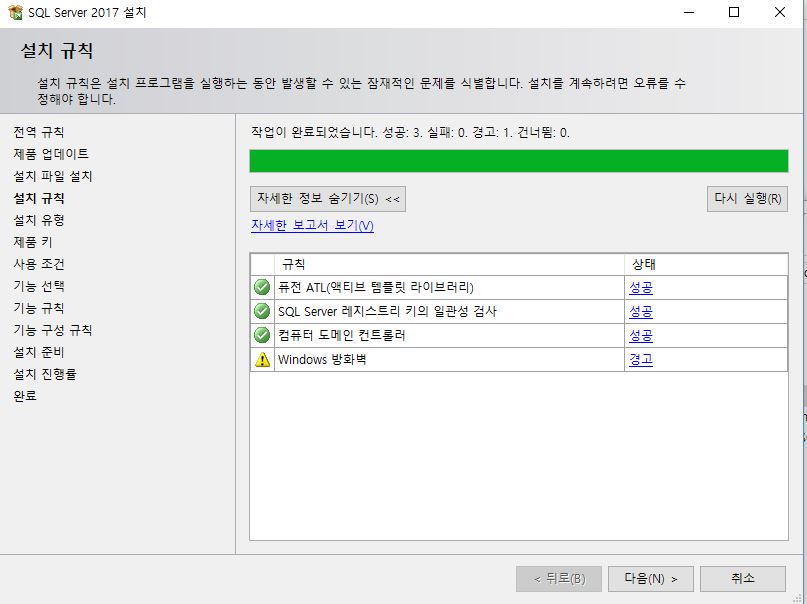 SQL Server 2017 설치
설치 규칙
설치 규칙은 설치 프로그램을 실행하는 동안 발생할 수 있는 잠재적인 문제를 식별합니다. 설치를 계속하려면 오류를 수
정해야 합니다.
전역 규칙
제품 업데이트
설치 파일 설치
설치 규칙
설치 유형
제품 키
사용 조건
기능 선택
기능 규칙
기능 구성 규칙
설치 준비
설치 진행률
완료
작업이 완료되었습니다. 성공: 3. 실패: 0. 경고: 1. 건너뜀: 0.
자세한 정보 숨기기(S) <<
다시 실행(R)
자세한 보고서 보기(V)
규칙 상태
퓨전 ATL(액티브 템플릿 라이브러리) 성공
SQL Server 레지스트리 키의 일관성 검사 성공
컴퓨터 도메인 컨트롤러 성공
Windows 방화벽 경고
< 뒤로(B) 다음(N) > 취소